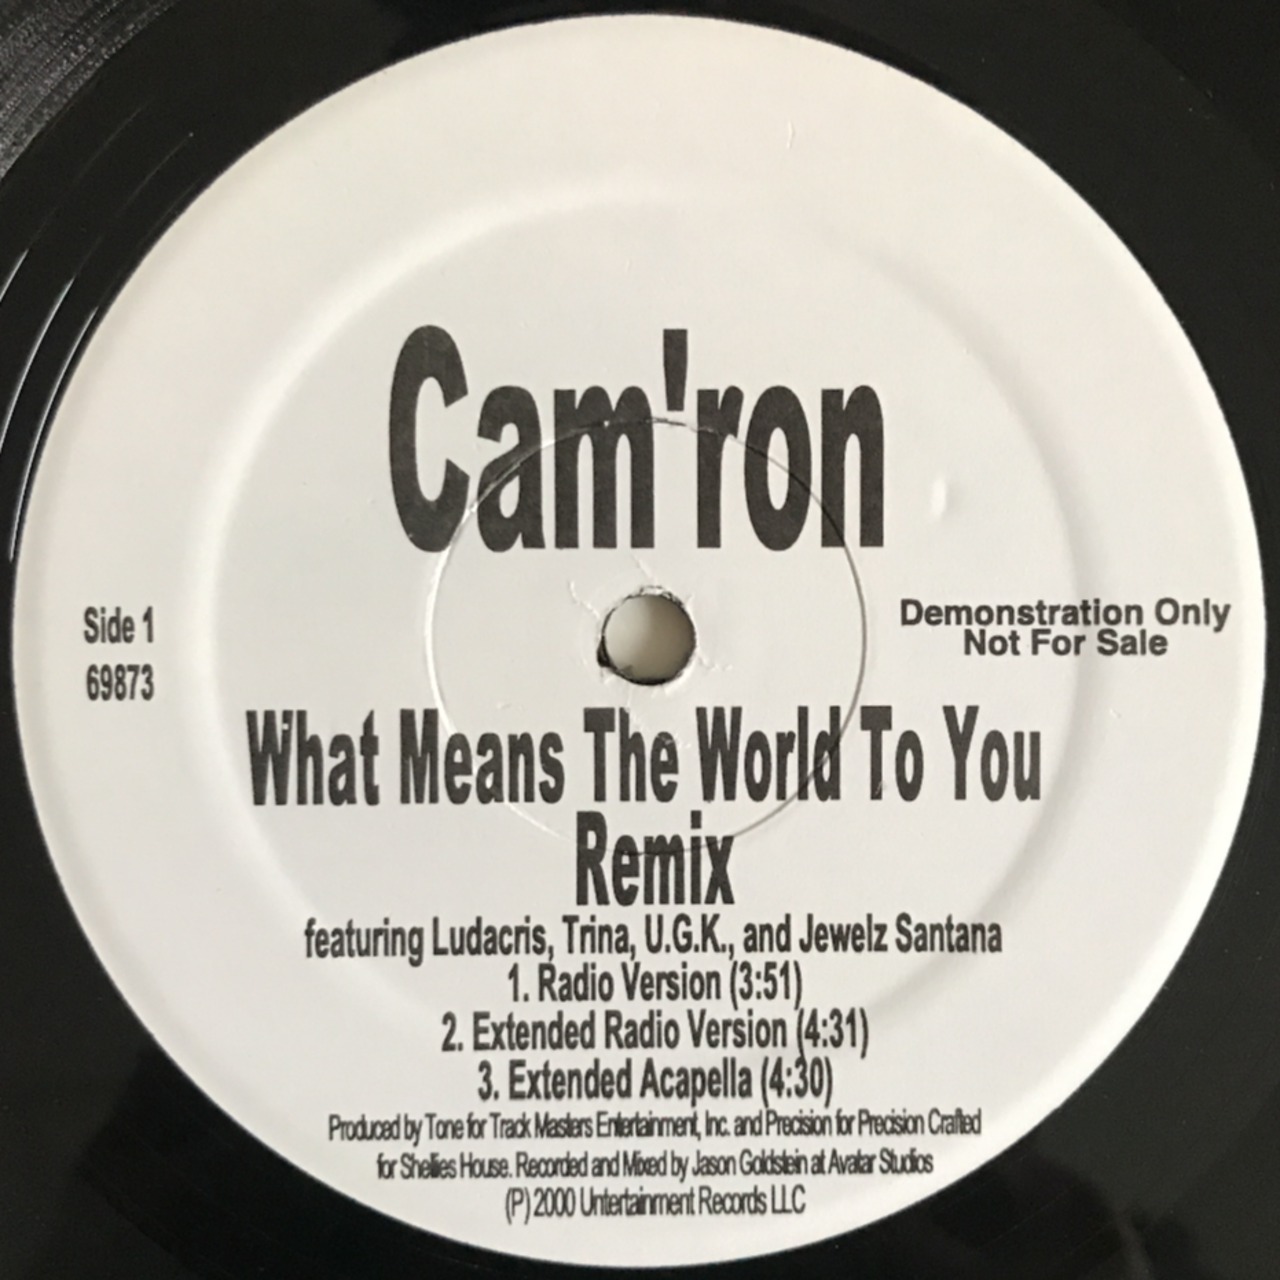 Cam'ron
Side 1
69873
Demonstration Only
Not For Sale
What Means The World To You
Remix
featuring Ludacris, Trina, U.G.K., and Jewelz Santana
1. Radio Version (3:51)
2. Extended Radio Version (4:31)
3. Extended Acapella (4:30)
Produced by Tone for Track Masters Entertainment, Inc. and Precision for Precision Crafted
for Shellies House. Recorded and Mixed by Jason Goldstein at Avatar Studios
(P) 2000 Untertainment Records LLC